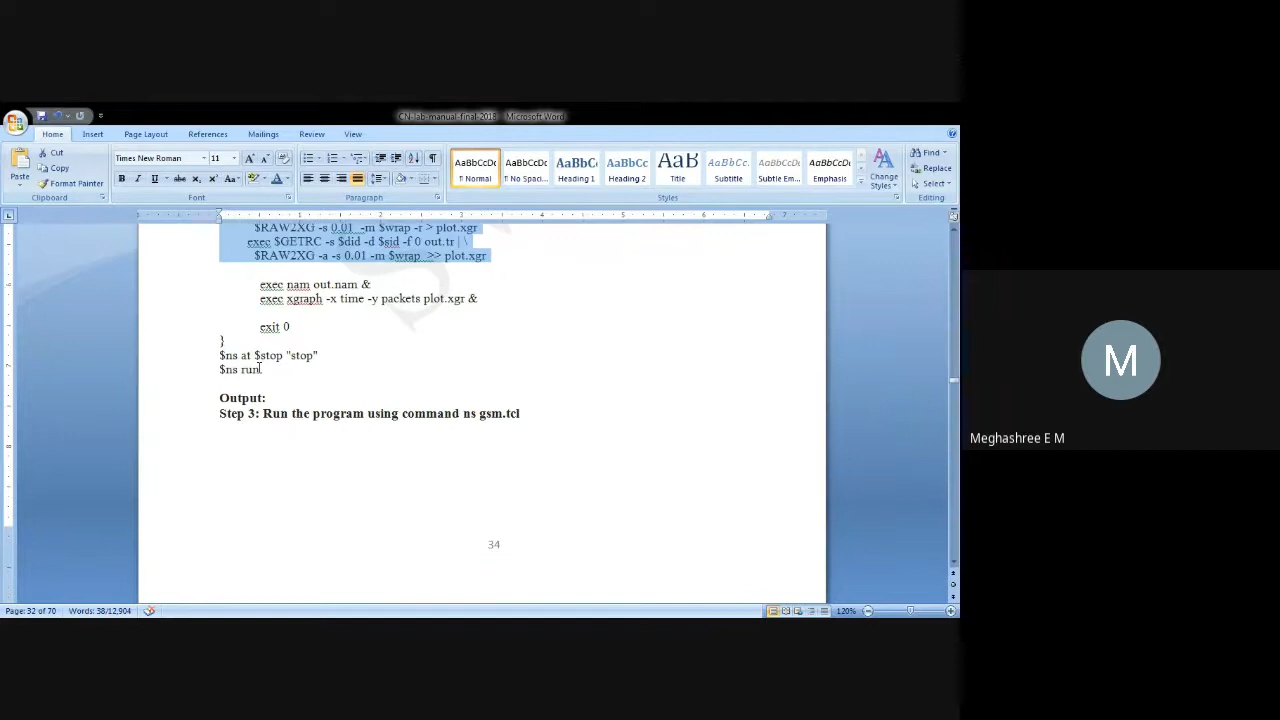 CN-lab-manual-final-2018 - Microsoft Word
Home Insert Page Layout References Mailings Review View
Paste
Cut
Copy
Format Painter
Clipboard
Times New Roman 11
Font
Paragraph
AaBbCcDc AaBbCcDc AaBbC AaBbCc AaB AaBbCc. AaBbCcDc AaBbCcDc
¶ Normal ¶ No Spaci... Heading 1 Heading 2 Title Subtitle Subtle Em... Emphasis
Change Styles
Styles
Find
Replace
Select
Editing
$RAW2XG -s 0.01 -m $wrap -r > plot.xgr
exec $GETRC -s $did -d $sid -f 0 out.tr | \
$RAW2XG -a -s 0.01 -m $wrap >> plot.xgr
exec nam out.nam &
exec xgraph -x time -y packets plot.xgr &
exit 0
}
$ns at $stop "stop"
$ns run
Output:
Step 3: Run the program using command ns gsm.tcl
34
Page: 32 of 70 Words: 38/12,904 120%
M
Meghashree E M